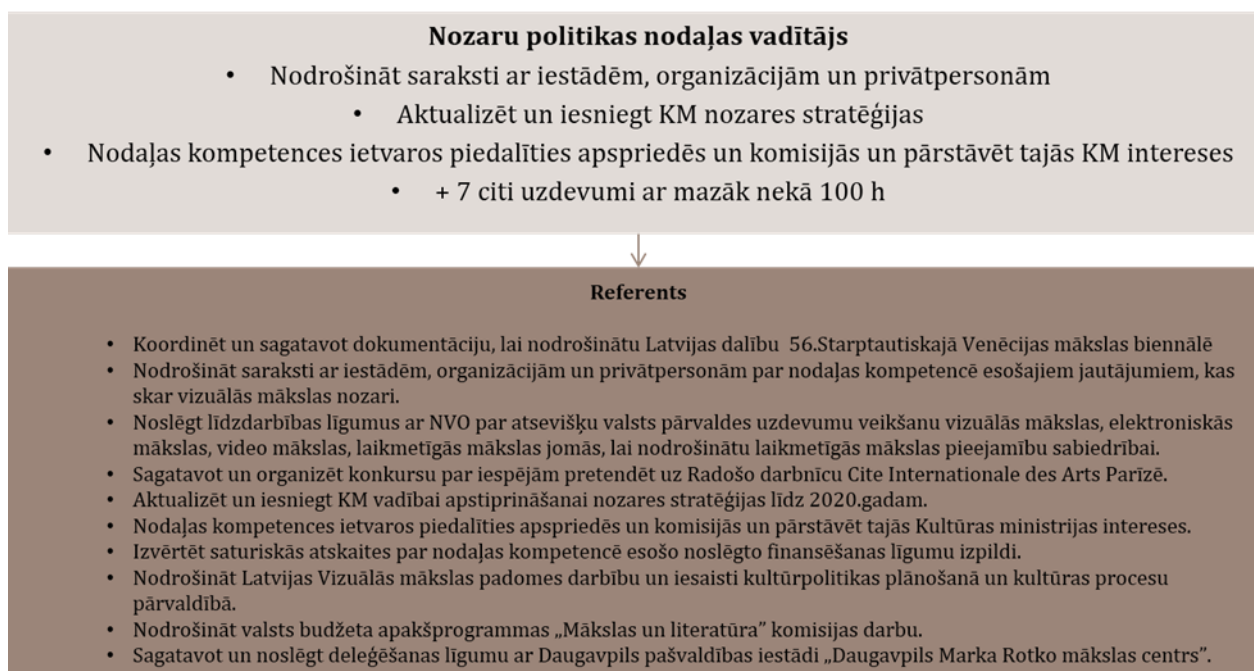 Nozaru politikas nodaļas vadītājs
• Nodrošināt saraksti ar iestādēm, organizācijām un privātpersonām
• Aktualizēt un iesniegt KM nozares stratēģijas
• Nodaļas kompetences ietvaros piedalīties apspriedēs un komisijās un pārstāvēt tajās KM intereses
• + 7 citi uzdevumi ar mazāk nekā 100 h
Referents
• Koordinēt un sagatavot dokumentāciju, lai nodrošinātu Latvijas dalību 56.Starptautiskajā Venēcijas mākslas biennālē
• Nodrošināt saraksti ar iestādēm, organizācijām un privātpersonām par nodaļas kompetencē esošajiem jautājumiem, kas
skar vizuālās mākslas nozari.
• Noslēgt līdzdarbības līgumus ar NVO par atsevišķu valsts pārvaldes uzdevumu veikšanu vizuālās mākslas, elektroniskās
mākslas, video mākslas, laikmetīgās mākslas jomās, lai nodrošinātu laikmetīgās mākslas pieejamību sabiedrībai.
• Sagatavot un organizēt konkursu par iespējām pretendēt uz Radošo darbnīcu Cite Internationale des Arts Parīzē.
• Aktualizēt un iesniegt KM vadībai apstiprināšanai nozares stratēģijas līdz 2020.gadam.
• Nodaļas kompetences ietvaros piedalīties apspriedēs un komisijās un pārstāvēt tajās Kultūras ministrijas intereses.
• Izvērtēt saturiskās atskaites par nodaļas kompetencē esošo noslēgto finansēšanas līgumu izpildi.
• Nodrošināt Latvijas Vizuālās mākslas padomes darbību un iesaisti kultūrpolitikas plānošanā un kultūras procesu
pārvaldībā.
• Nodrošināt valsts budžeta apakšprogrammas „Mākslas un literatūra” komisijas darbu.
• Sagatavot un noslēgt deleģēšanas līgumu ar Daugavpils pašvaldības iestādi „Daugavpils Marka Rotko mākslas centrs”.